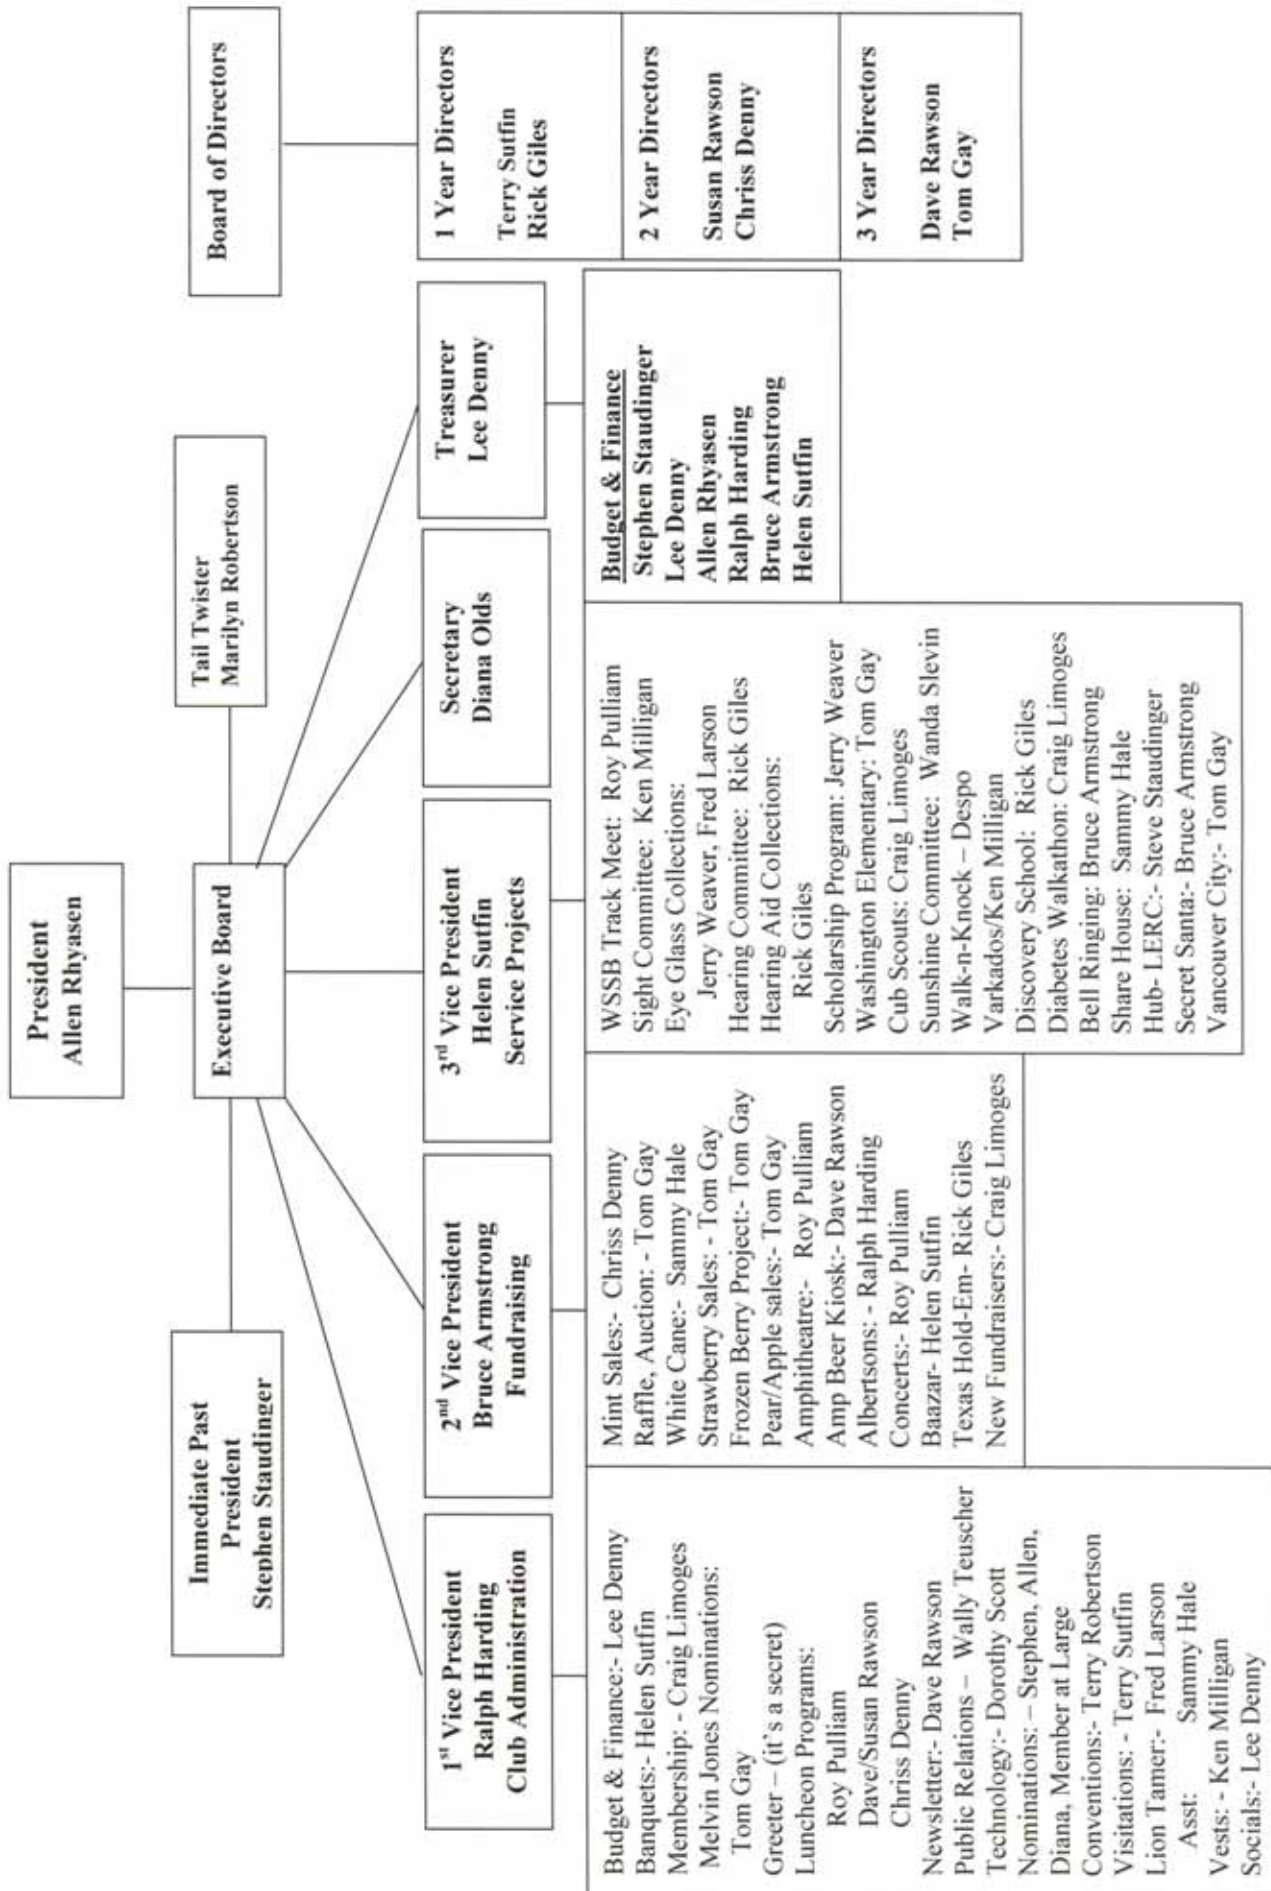 President
Allen Rhyasen
Immediate Past
President
Stephen Staudinger
Executive Board
Tail Twister
Marilyn Robertson
Board of Directors
1st Vice President
Ralph Harding
Club Administration
2nd Vice President
Bruce Armstrong
Fundraising
3rd Vice President
Helen Sutfin
Service Projects
Secretary
Diana Olds
Treasurer
Lee Denny
1 Year Directors
Terry Sutfin
Rick Giles
2 Year Directors
Susan Rawson
Chriss Denny
3 Year Directors
Dave Rawson
Tom Gay
Budget & Finance:- Lee Denny
Banquets:- Helen Sutfin
Membership: - Craig Limoges
Melvin Jones Nominations:
Tom Gay
Greeter – (it`s a secret)
Luncheon Programs:
Roy Pulliam
Dave/Susan Rawson
Chriss Denny
Newsletter:- Dave Rawson
Public Relations – Wally Teuscher
Technology:- Dorothy Scott
Nominations: – Stephen, Allen,
Diana, Member at Large
Conventions:- Terry Robertson
Visitations: - Terry Sutfin
Lion Tamer:- Fred Larson
Asst: Sammy Hale
Vests: - Ken Milligan
Socials:- Lee Denny
Mint Sales:- Chriss Denny
Raffle, Auction: - Tom Gay
White Cane:- Sammy Hale
Strawberry Sales: - Tom Gay
Frozen Berry Project:- Tom Gay
Pear/Apple sales:- Tom Gay
Amphitheatre:- Roy Pulliam
Amp Beer Kiosk:- Dave Rawson
Albertsons: - Ralph Harding
Concerts:- Roy Pulliam
Baazar- Helen Sutfin
Texas Hold-Em- Rick Giles
New Fundraisers:- Craig Limoges
WSSB Track Meet: Roy Pulliam
Sight Committee: Ken Milligan
Eye Glass Collections:
Jerry Weaver, Fred Larson
Hearing Committee: Rick Giles
Hearing Aid Collections:
Rick Giles
Scholarship Program: Jerry Weaver
Washington Elementary: Tom Gay
Cub Scouts: Craig Limoges
Sunshine Committee: Wanda Slevin
Walk-n-Knock – Despo
Varkados/Ken Milligan
Discovery School: Rick Giles
Diabetes Walkathon: Craig Limoges
Bell Ringing: Bruce Armstrong
Share House: Sammy Hale
Hub- LERC:- Steve Staudinger
Secret Santa:- Bruce Armstrong
Vancouver City:- Tom Gay
Budget & Finance
Stephen Staudinger
Lee Denny
Allen Rhyasen
Ralph Harding
Bruce Armstrong
Helen Sutfin